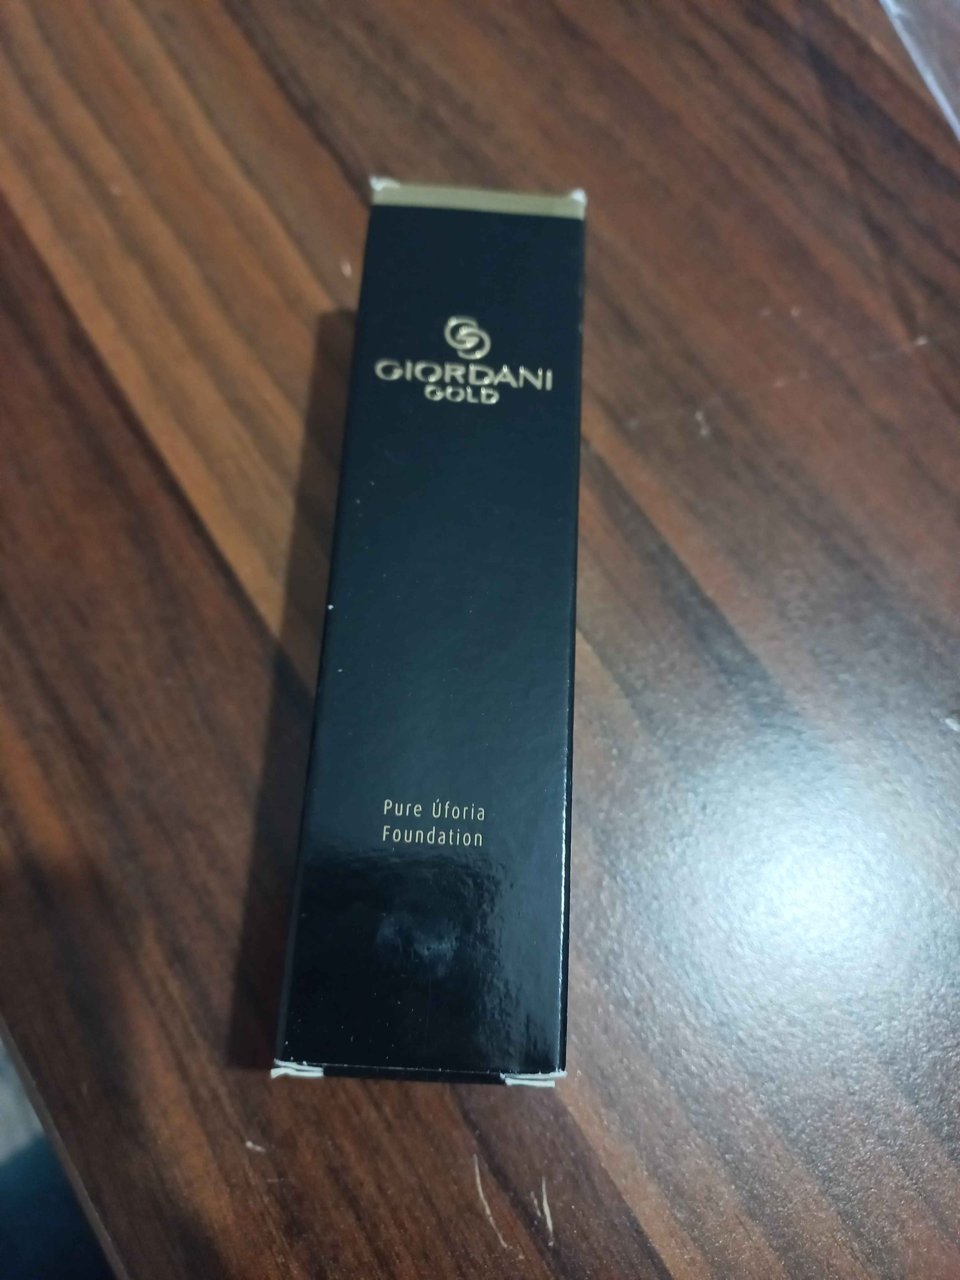 GIORDANI
GOLD
Pure Úforia
Foundation